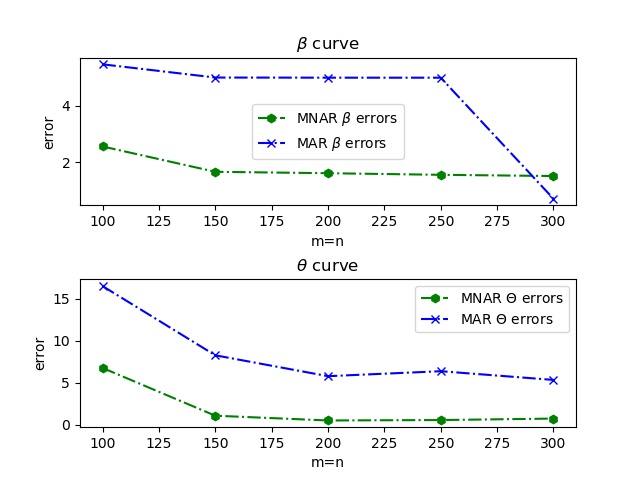 β curve
4
2
error
MNAR β errors
MAR β errors
100 125 150 175 200 225 250 275 300
m=n
θ curve
15
10
5
0
error
MNAR Θ errors
MAR Θ errors
100 125 150 175 200 225 250 275 300
m=n